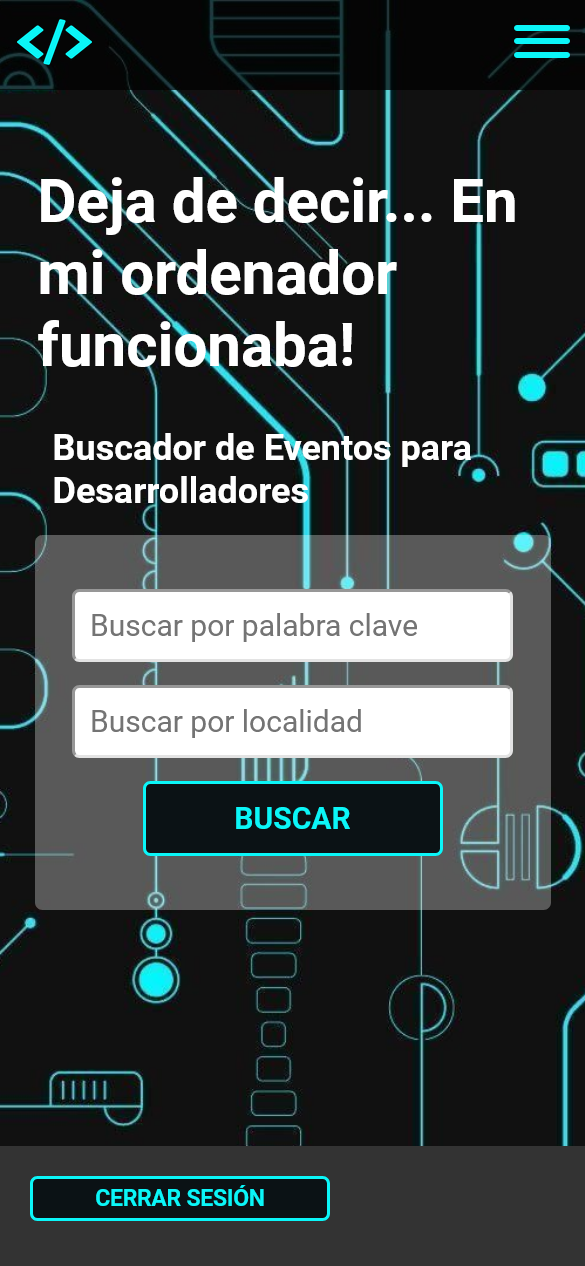 </>
Deja de decir... En
mi ordenador
funcionaba!
Buscador de Eventos para
Desarrolladores
Buscar por palabra clave
Buscar por localidad
BUSCAR
CERRAR SESIÓN